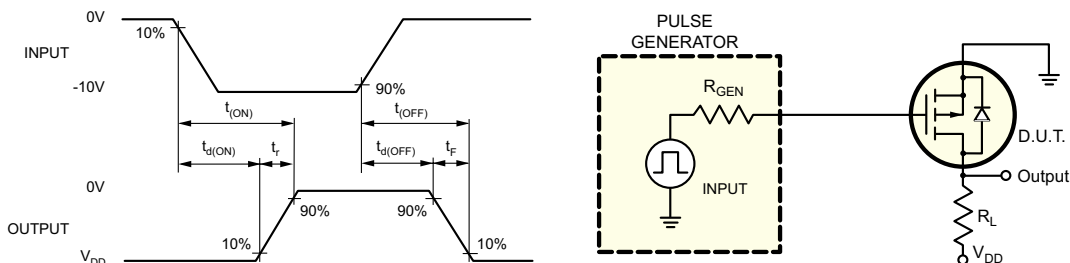 0V
10%
INPUT
-10V
90%
t(ON)
t(OFF)
td(ON)
tr
td(OFF)
tF
0V
90%
90%
OUTPUT
10%
10%
VDD
PULSE
GENERATOR
RGEN
INPUT
D.U.T.
Output
RL
VDD